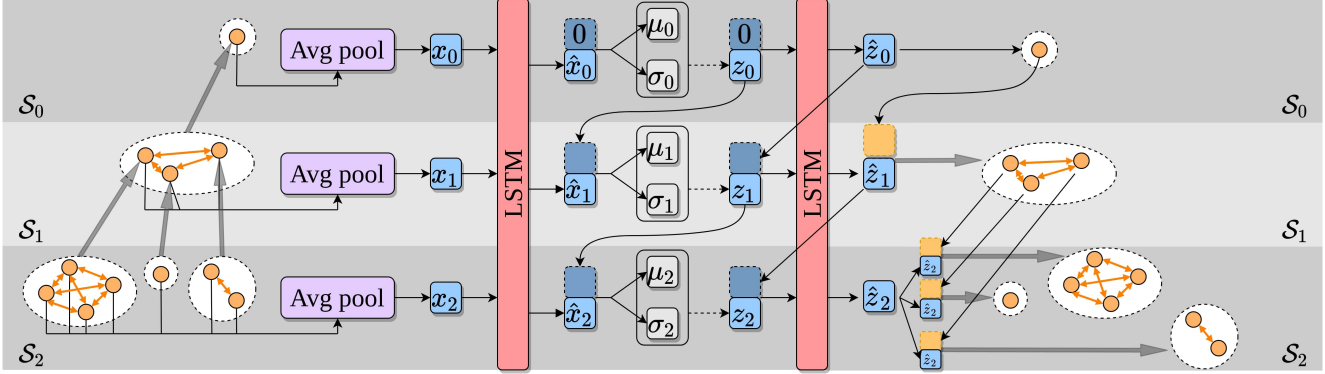 Avg pool x₀ 0 x̂₀ μ₀ σ₀ 0 z₀ ẑ₀
𝒮₀ 𝒮₀
LSTM LSTM
Avg pool x₁ x̂₁ μ₁ σ₁ z₁ ẑ₁
𝒮₁ 𝒮₁
ẑ₂
Avg pool x₂ x̂₂ μ₂ σ₂ z₂ ẑ₂ ẑ₂
ẑ₂
𝒮₂ 𝒮₂